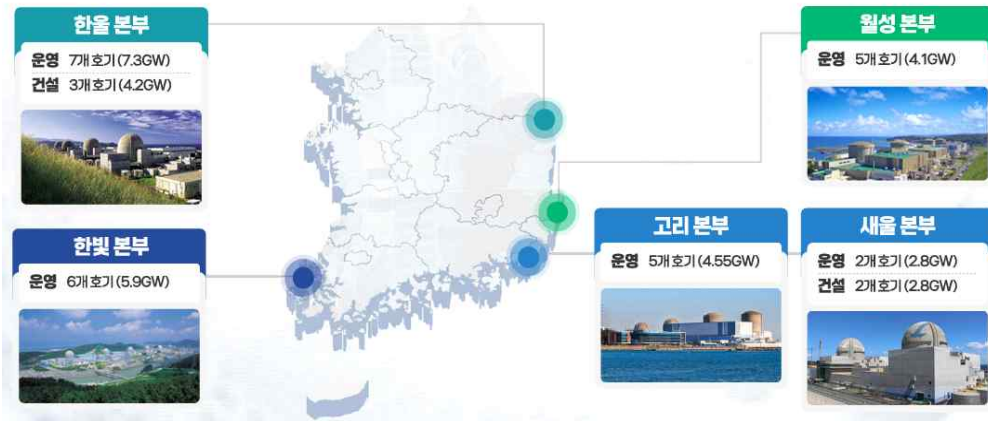 한울 본부
운영 7개 호기(7.3GW)
건설 3개 호기(4.2GW)
월성 본부
운영 5개 호기(4.1GW)
한빛 본부
운영 6개 호기(5.9GW)
고리 본부
운영 5개 호기(4.55GW)
새울 본부
운영 2개 호기(2.8GW)
건설 2개 호기(2.8GW)